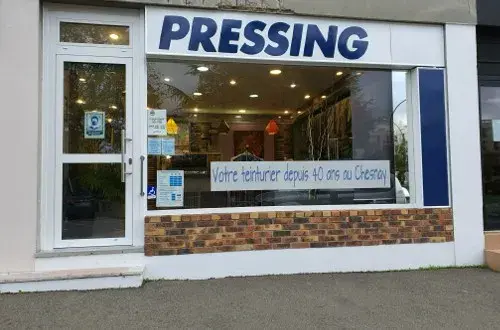 PRESSING
Votre teinturier depuis 40 ans au Chesnay